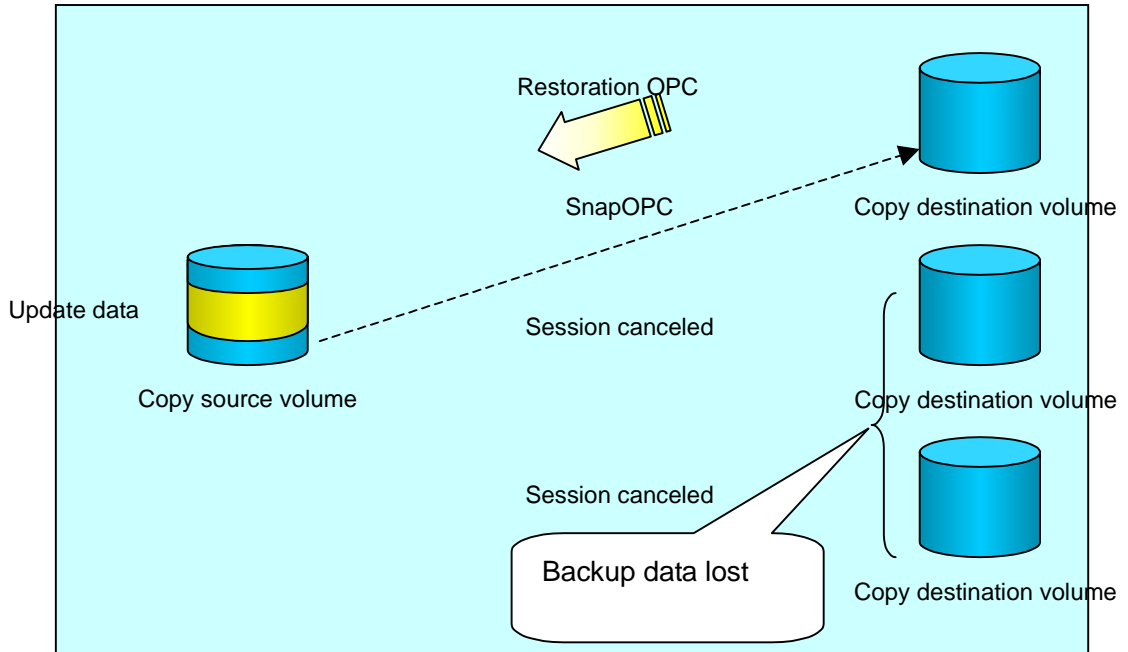 Restoration OPC
SnapOPC
Copy destination volume
Update data
Session canceled
Copy source volume
Copy destination volume
Session canceled
Backup data lost
Copy destination volume